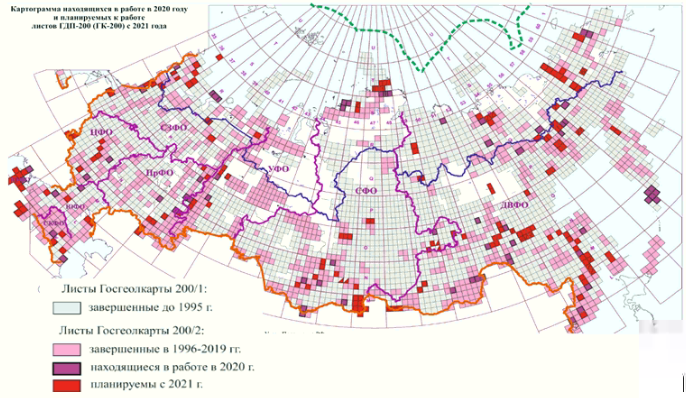 Картограмма находящихся в работе в 2020 году
и планируемых к работе
листов ГДП-200 (ГК-200) с 2021 года
ЦФО
СЗФО
ПрФО
УФО
СФО
ДВФО
Листы Госгеолкарты 200/1:
завершенные до 1995 г.
Листы Госгеолкарты 200/2:
завершенные в 1996-2019 гг.
находящиеся в работе в 2020 г.
планируемы с 2021 г.